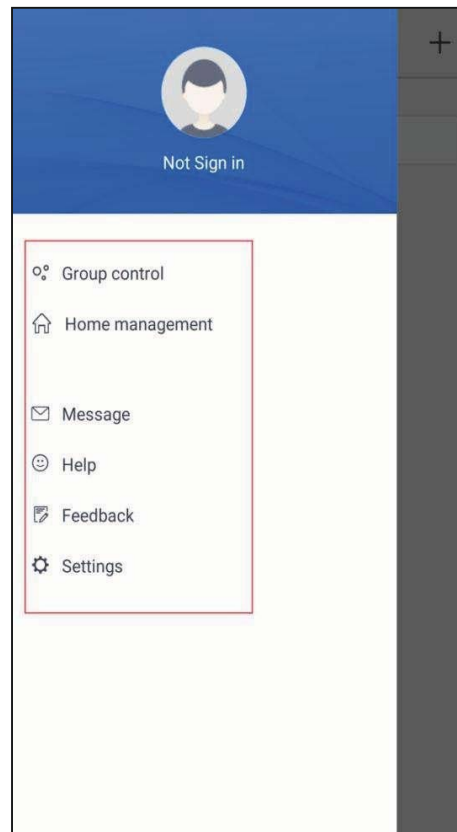 Not Sign in
Group control
Home management
Message
Help
Feedback
Settings